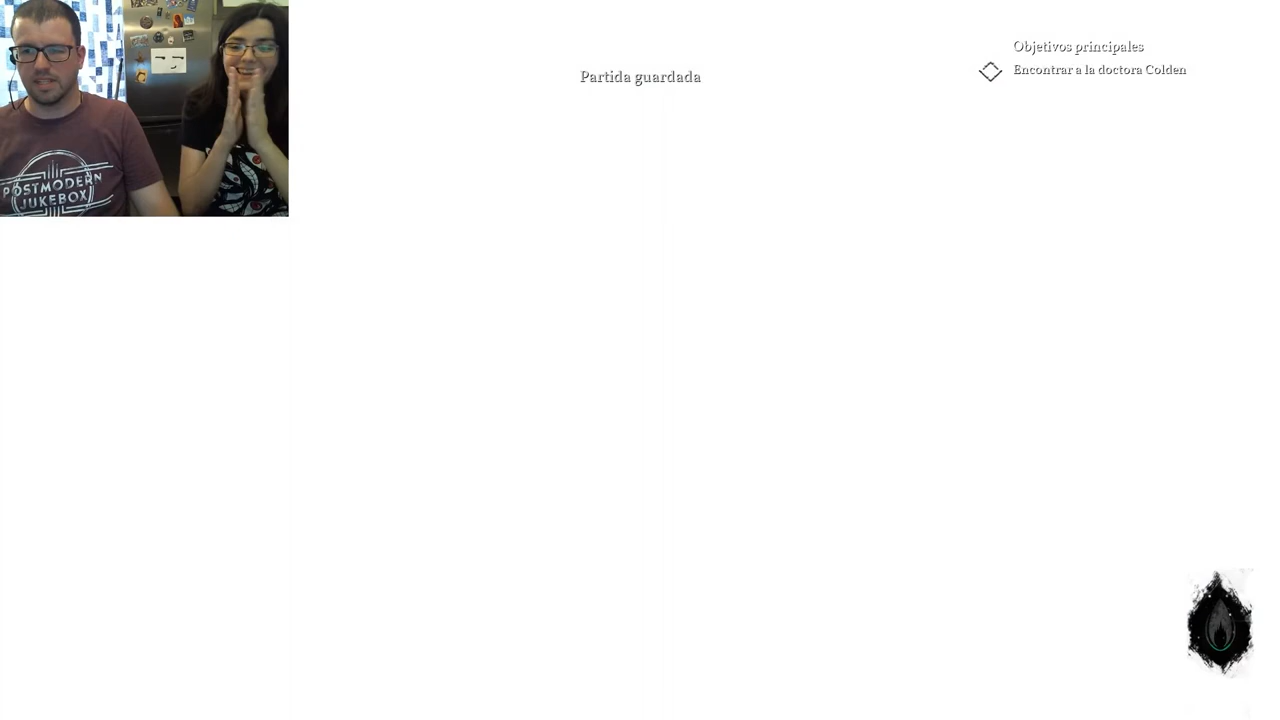 POSTMODERN
JUKEBOX
Partida guardada
Objetivos principales
Encontrar a la doctora Colden